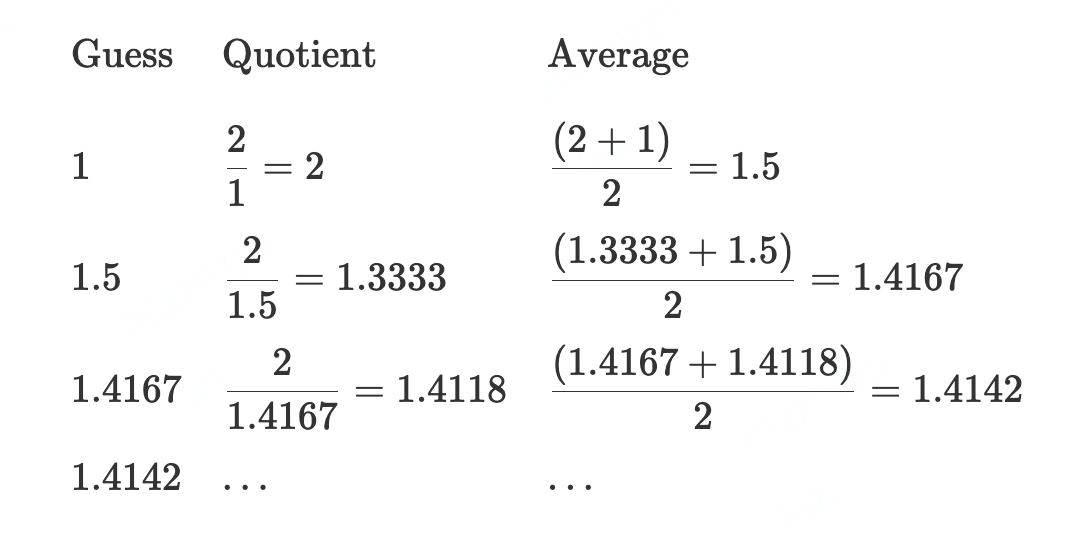 Guess Quotient Average
1 2/1 = 2 (2 + 1)/2 = 1.5
1.5 2/1.5 = 1.3333 (1.3333 + 1.5)/2 = 1.4167
1.4167 2/1.4167 = 1.4118 (1.4167 + 1.4118)/2 = 1.4142
1.4142 ... ...